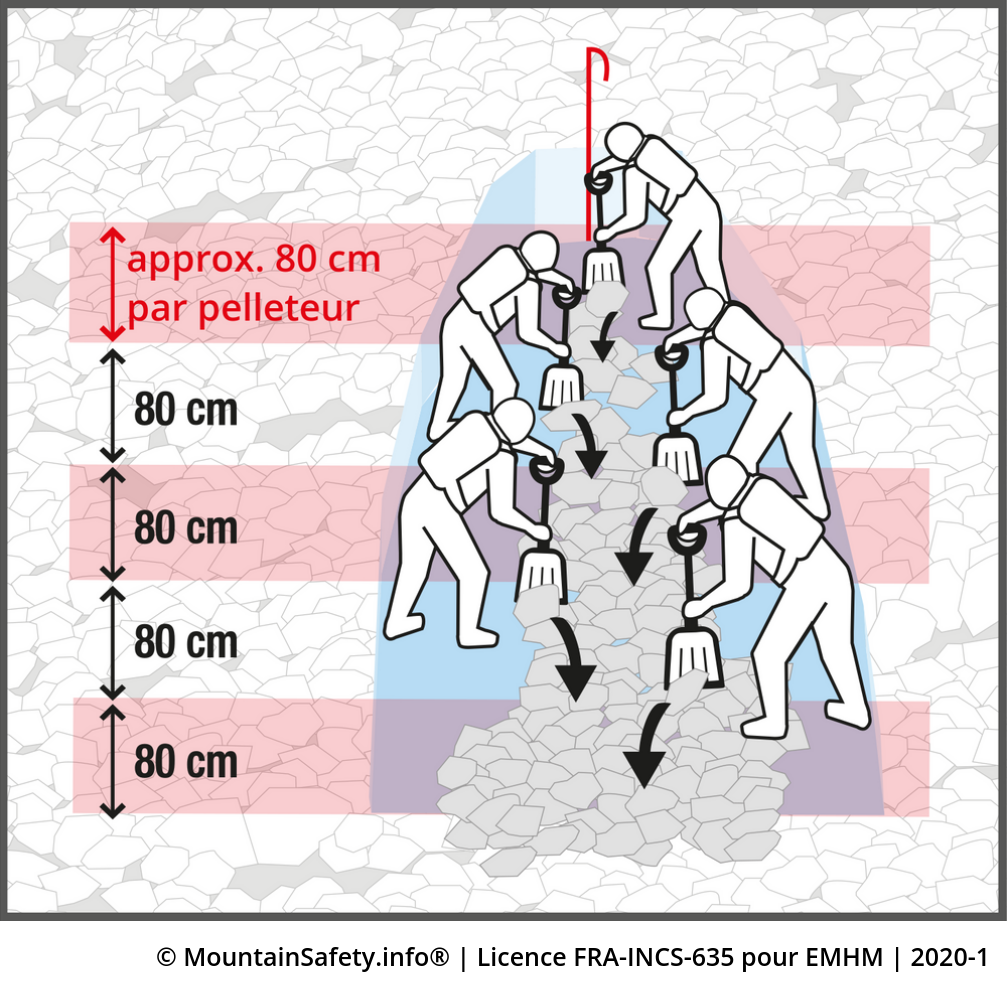 approx. 80 cm
par pelleteur
80 cm
80 cm
80 cm
80 cm
© MountainSafety.info® | Licence FRA-INCS-635 pour EMHM | 2020-1